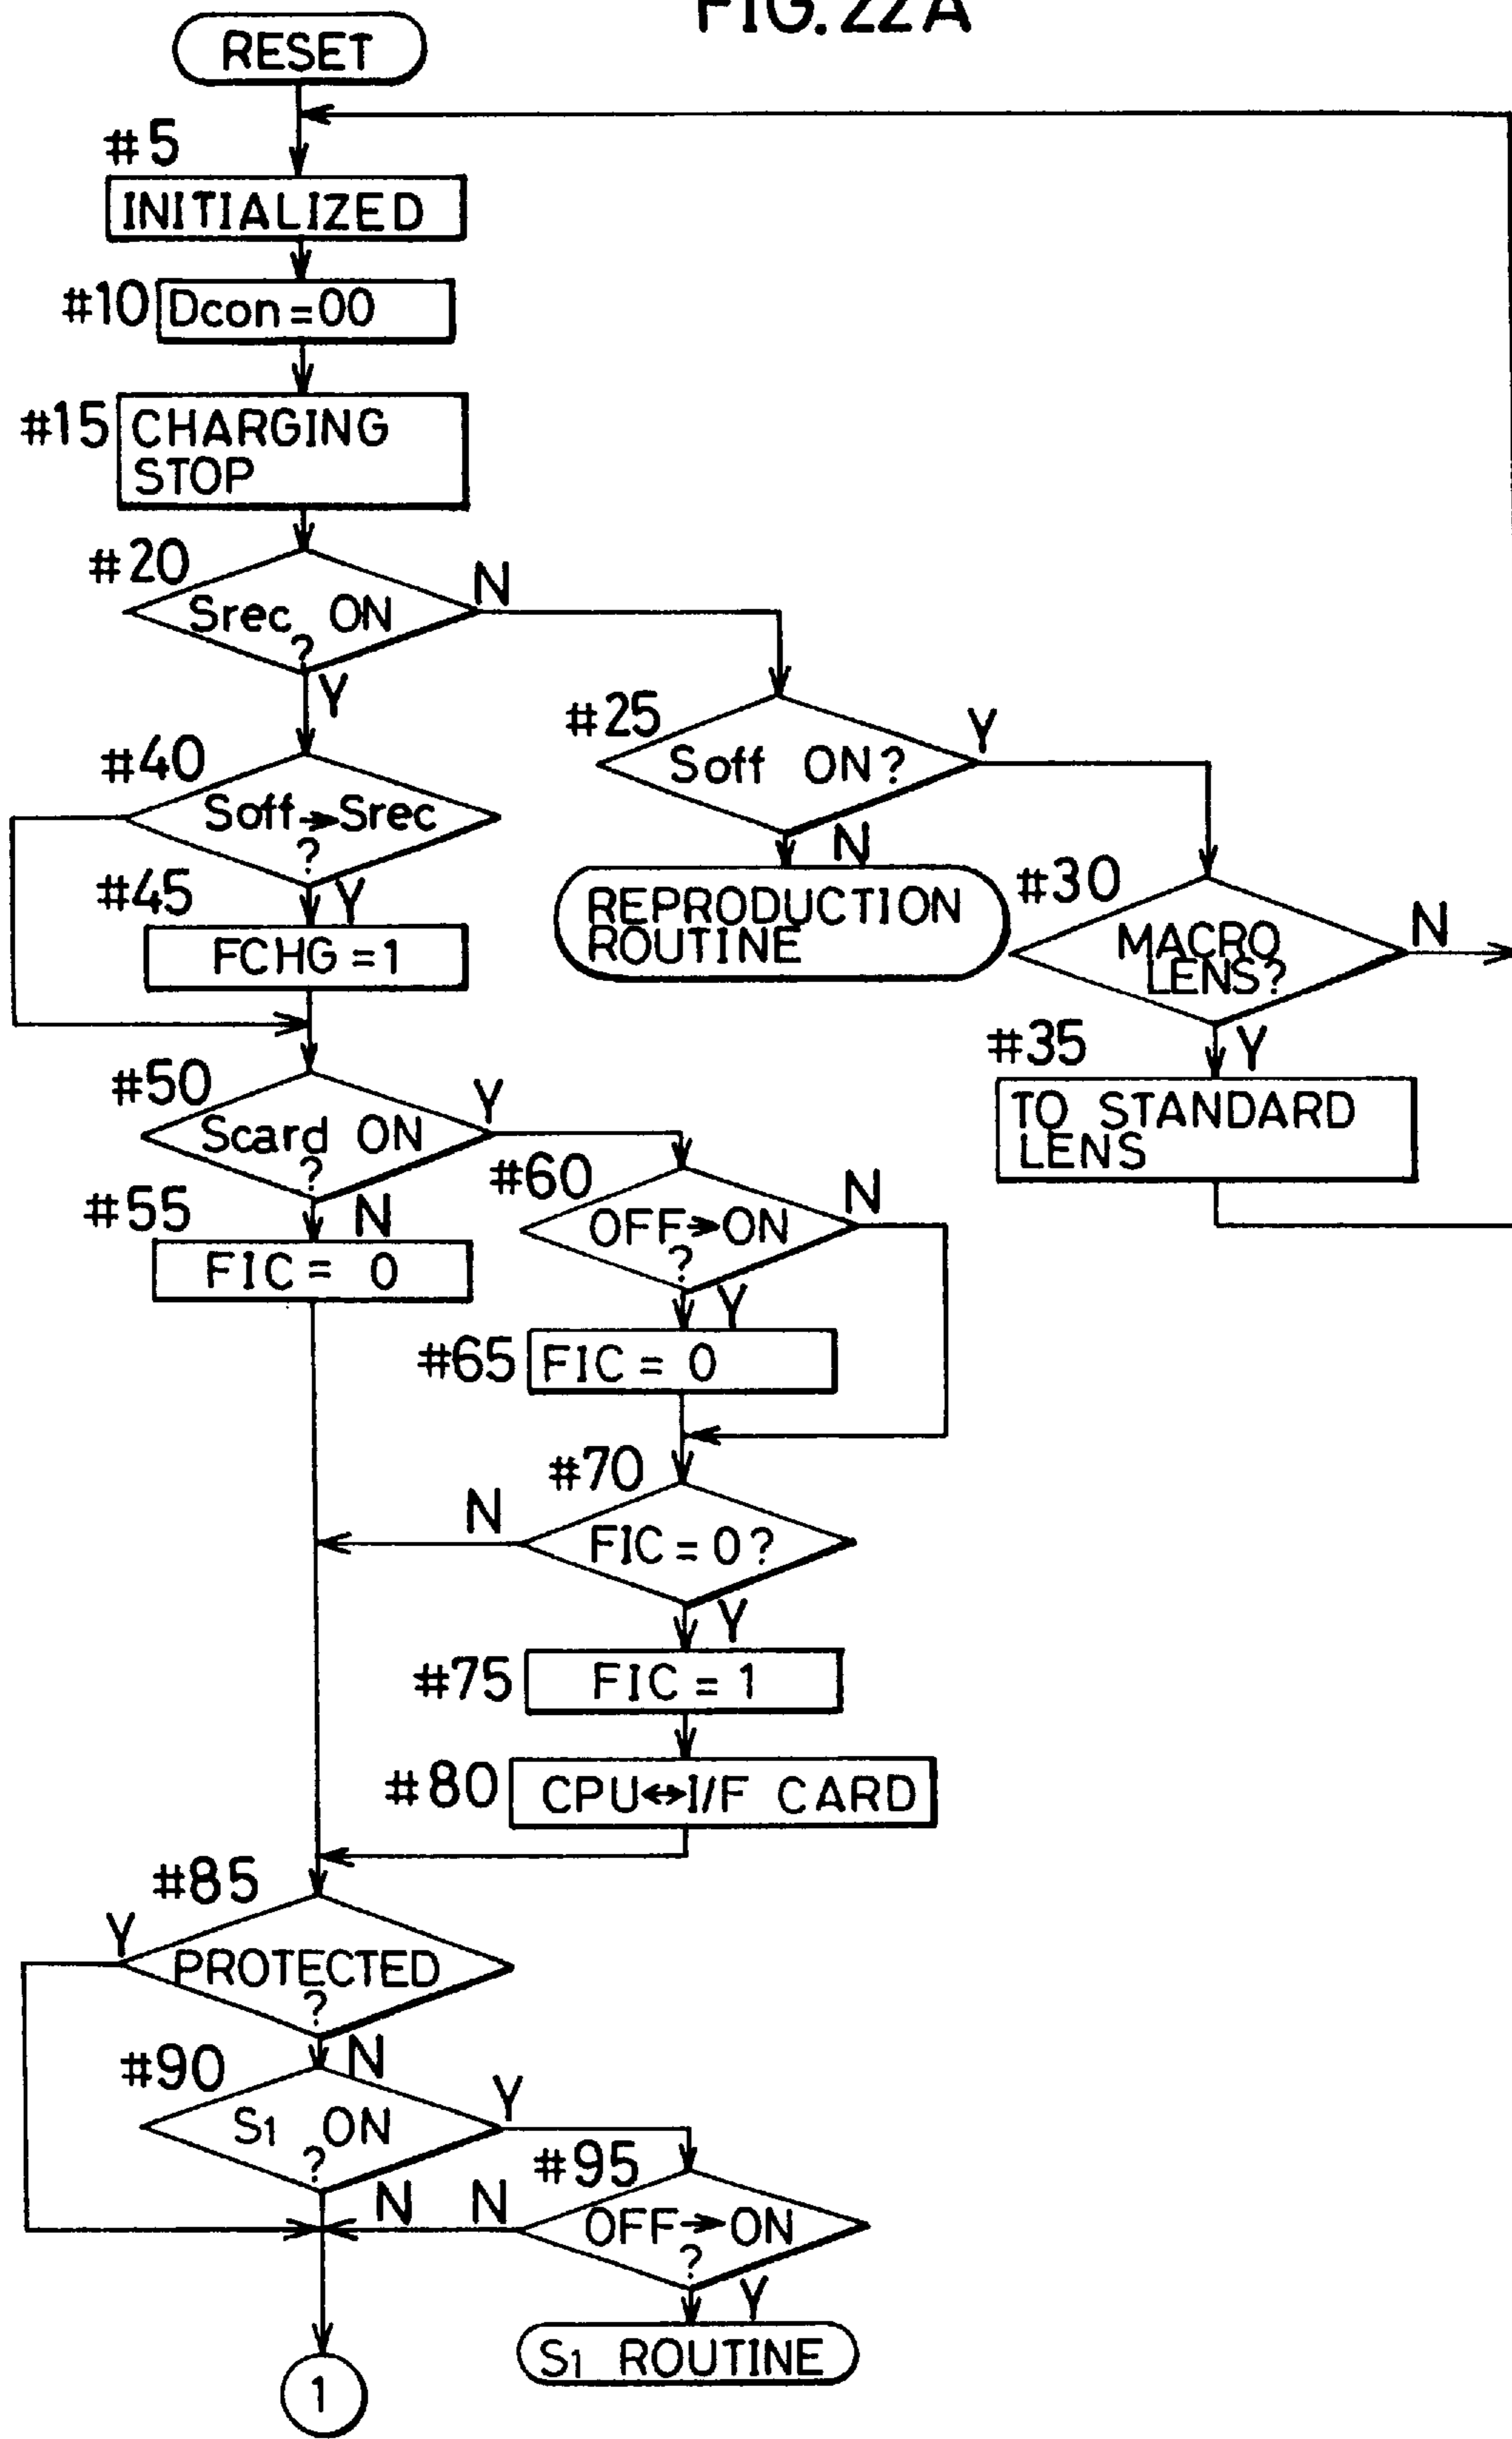 FIG. 22A
RESET
#5
INITIALIZED
#10
Dcon=00
#15
CHARGING
STOP
#20
Srec ON
?
N
Y
#25
Soff ON?
Y
N
REPRODUCTION
ROUTINE
#30
MACRO
LENS?
N
Y
#35
TO STANDARD
LENS
#40
Soff→Srec
?
Y
#45
FCHG=1
#50
Scard ON
?
Y
N
#55
FIC= 0
#60
OFF→ON
?
N
Y
#65
FIC= 0
#70
FIC=0?
N
Y
#75
FIC=1
#80
CPU↔I/F CARD
#85
PROTECTED
?
Y
N
#90
S1 ON
?
Y
N
#95
OFF→ON
?
N
Y
S1 ROUTINE
1